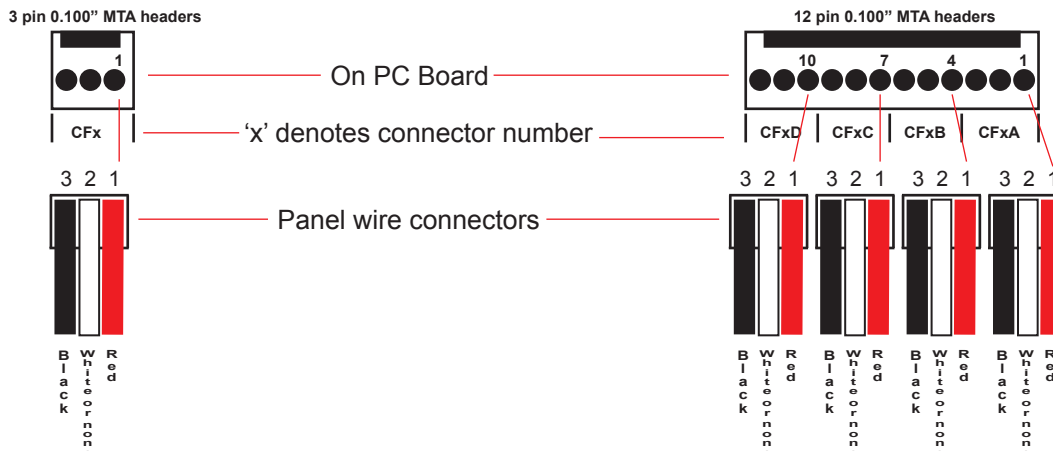 3 pin 0.100” MTA headers
12 pin 0.100” MTA headers
1
10 7 4 1
On PC Board
CFx
‘x’ denotes connector number
CFxD CFxC CFxB CFxA
3 2 1
3 2 1 3 2 1 3 2 1 3 2 1
Panel wire connectors
Black
White or non
Red
Black
White or non
Red
Black
White or non
Red
Black
White or non
Red
Black
White or non
Red